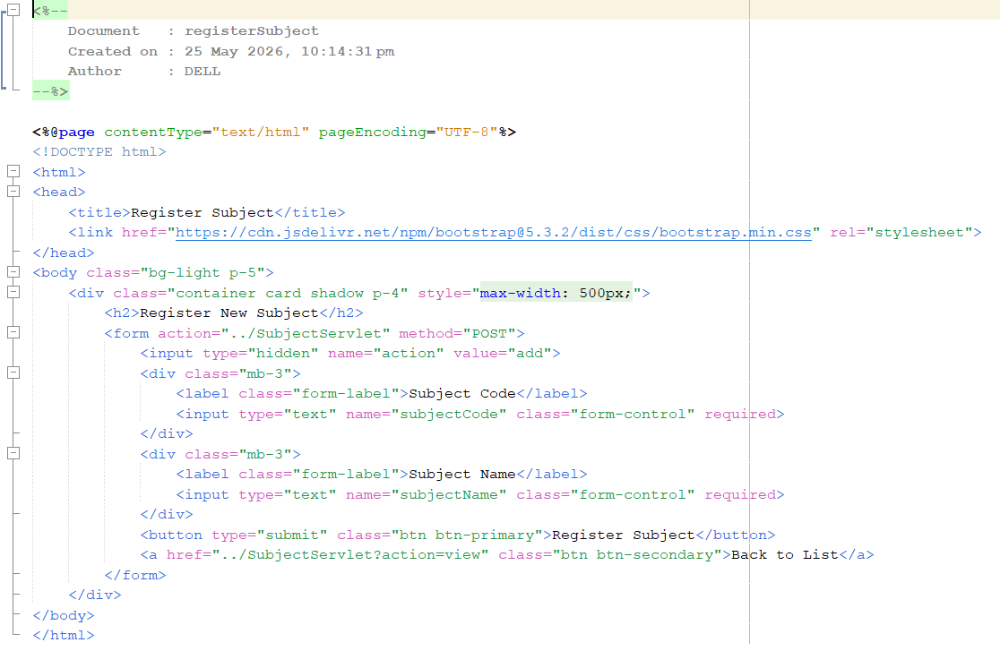 <%--
    Document   : registerSubject
    Created on : 25 May 2026, 10:14:31 pm
    Author     : DELL
--%>

<%@page contentType="text/html" pageEncoding="UTF-8"%>
<!DOCTYPE html>
<html>
<head>
    <title>Register Subject</title>
    <link href="https://cdn.jsdelivr.net/npm/bootstrap@5.3.2/dist/css/bootstrap.min.css" rel="stylesheet">
</head>
<body class="bg-light p-5">
    <div class="container card shadow p-4" style="max-width: 500px;">
        <h2>Register New Subject</h2>
        <form action="../SubjectServlet" method="POST">
            <input type="hidden" name="action" value="add">
            <div class="mb-3">
                <label class="form-label">Subject Code</label>
                <input type="text" name="subjectCode" class="form-control" required>
            </div>
            <div class="mb-3">
                <label class="form-label">Subject Name</label>
                <input type="text" name="subjectName" class="form-control" required>
            </div>
            <button type="submit" class="btn btn-primary">Register Subject</button>
            <a href="../SubjectServlet?action=view" class="btn btn-secondary">Back to List</a>
        </form>
    </div>
</body>
</html>